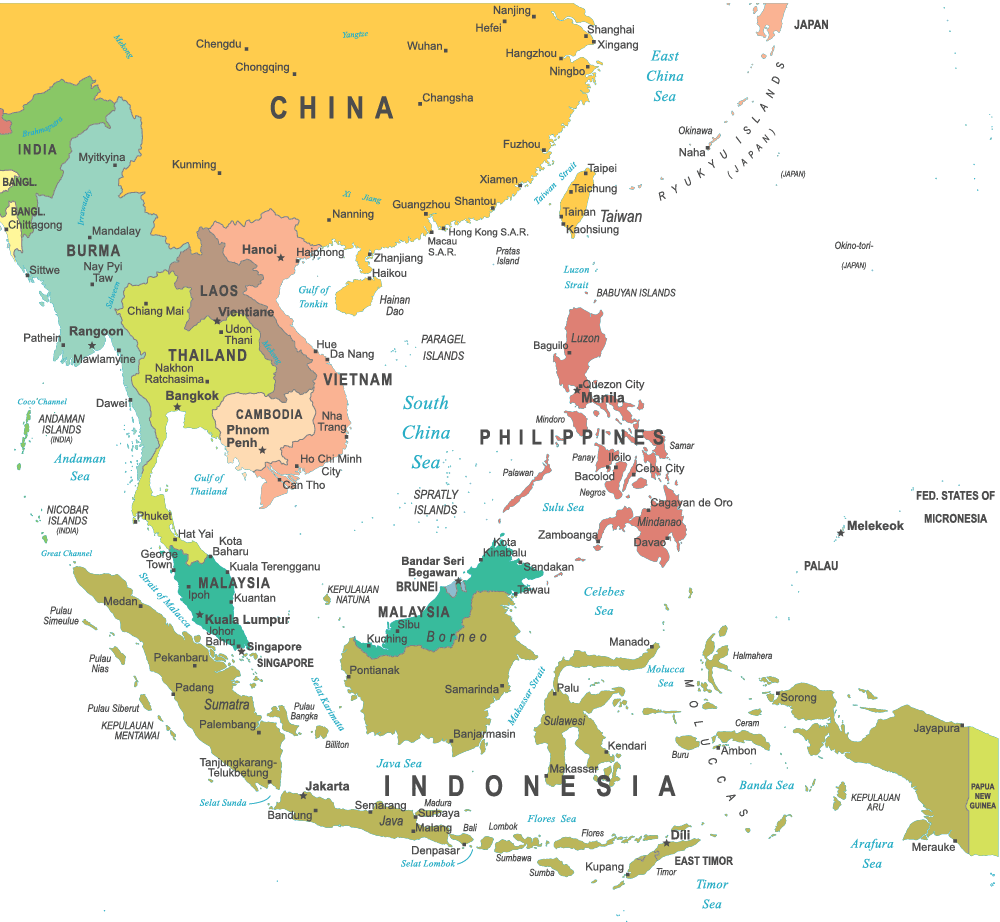 Nanjing
Hefei
Shanghai
Xingang
JAPAN
Chengdu
Yangtze
Wuhan
Hangzhou
Mekong
Chongqing
Ningbo
East
China
Sea
CHINA
Changsha
Brahmaputra
INDIA
Myitkyina
Kunming
Fuzhou
Okinawa
Naha
RYUKYU ISLANDS
(JAPAN)
(JAPAN)
BANGL.
BANGL.
Chittagong
Irrawaddy
Xi Jiang
Xiamen
Taiwan Strait
Taipei
Taichung
Tainan
Taiwan
Kaohsiung
Nanning
Guangzhou
Shantou
Hong Kong S.A.R.
Macau
S.A.R.
Pratas
Island
Mandalay
BURMA
Nay Pyi
Taw
Sittwe
Salween
Hanoi
Haiphong
Zhanjiang
Haikou
Hainan
Dao
Gulf of
Tonkin
Okino-tori-
(JAPAN)
Luzon
Strait
BABUYAN ISLANDS
LAOS
Chiang Mai
Vientiane
Udon
Thani
Mekong
Pathein
Rangoon
Mawlamyine
THAILAND
Nakhon
Ratchasima
Bangkok
Hue
Da Nang
VIETNAM
PARAGEL
ISLANDS
Baguilo
Luzon
Quezon City
Manila
Dawei
Coco Channel
ANDAMAN
ISLANDS
(INDIA)
Andaman
Sea
CAMBODIA
Phnom
Penh
Nha
Trang
Ho Chi Minh
City
Can Tho
Gulf of
Thailand
South
China
Sea
Mindoro
PHILIPPINES
Samar
Panay
Iloilo
Cebu City
Bacolod
Negros
Palawan
SPRATLY
ISLANDS
Sulu Sea
Cagayan de Oro
Mindanao
Zamboanga
Davao
FED. STATES OF
MICRONESIA
Melekeok
PALAU
NICOBAR
ISLANDS
(INDIA)
Great Channel
Phuket
Hat Yai
George
Town
Kota
Baharu
Kuala Terengganu
MALAYSIA
Ipoh
Kuantan
Kuala Lumpur
Johor
Bahru
Singapore
SINGAPORE
Strait of Malacca
KEPULAUAN
NATUNA
Bandar Seri
Begawan
BRUNEI
Kota
Kinabalu
Sandakan
Tawau
MALAYSIA
Sibu
Kuching
Borneo
Celebes
Sea
Medan
Pulau
Simeulue
Pulau
Nias
Pekanbaru
Padang
Pulau Siberut
KEPULAUAN
MENTAWAI
Sumatra
Palembang
Pulau
Bangka
Billiton
Selat Karimata
Pontianak
Samarinda
Banjarmasin
Makassar Strait
Manado
Palu
Sulawesi
Kendari
Makassar
Molucca
Sea
Halmahera
MOLUCCAS
Sorong
Ceram
Buru
Ambon
Jayapura
Tanjungkarang-
Telukbetung
Selat Sunda
Java Sea
INDONESIA
Banda Sea
KEPULAUAN
ARU
PAPUA
NEW
GUINEA
Jakarta
Bandung
Semarang
Java
Madura
Surbaya
Malang
Denpasar
Selat Lombok
Bali
Lombok
Sumbawa
Flores Sea
Flores
Sumba
Kupang
Timor
Díli
EAST TIMOR
Timor
Sea
Arafura
Sea
Merauke